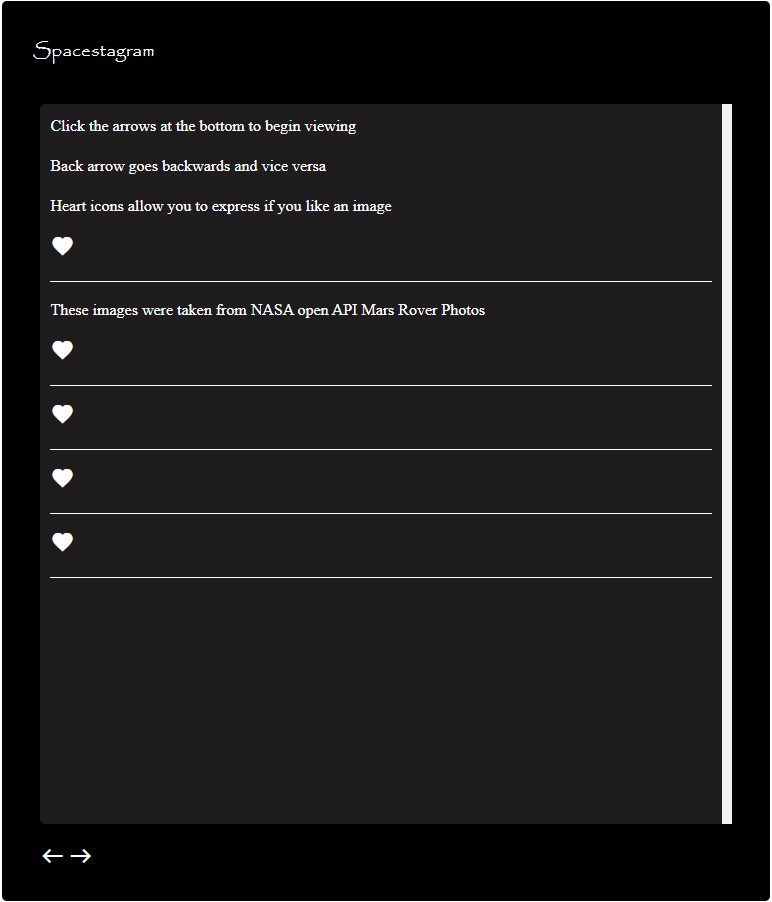 Spacestagram
Click the arrows at the bottom to begin viewing
Back arrow goes backwards and vice versa
Heart icons allow you to express if you like an image
These images were taken from NASA open API Mars Rover Photos